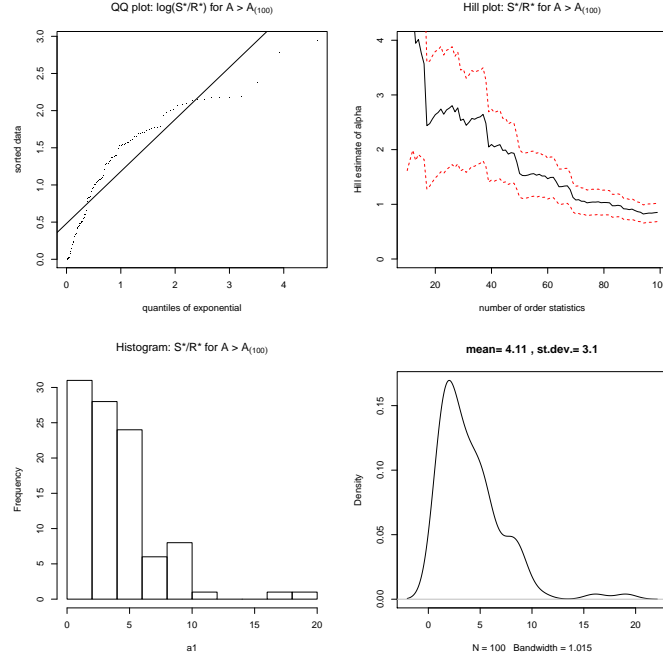 QQ plot: log(S*/R*) for A > A(100)
sorted data
0.0 0.5 1.0 1.5 2.0 2.5 3.0
0 1 2 3 4
quantiles of exponential
Hill plot: S*/R* for A > A(100)
Hill estimate of alpha
0 1 2 3 4
20 40 60 80 100
number of order statistics
Histogram: S*/R* for A > A(100)
Frequency
0 5 10 15 20 25 30
0 5 10 15 20
a1
mean= 4.11 , st.dev.= 3.1
Density
0.00 0.05 0.10 0.15
0 5 10 15 20
N = 100 Bandwidth = 1.015